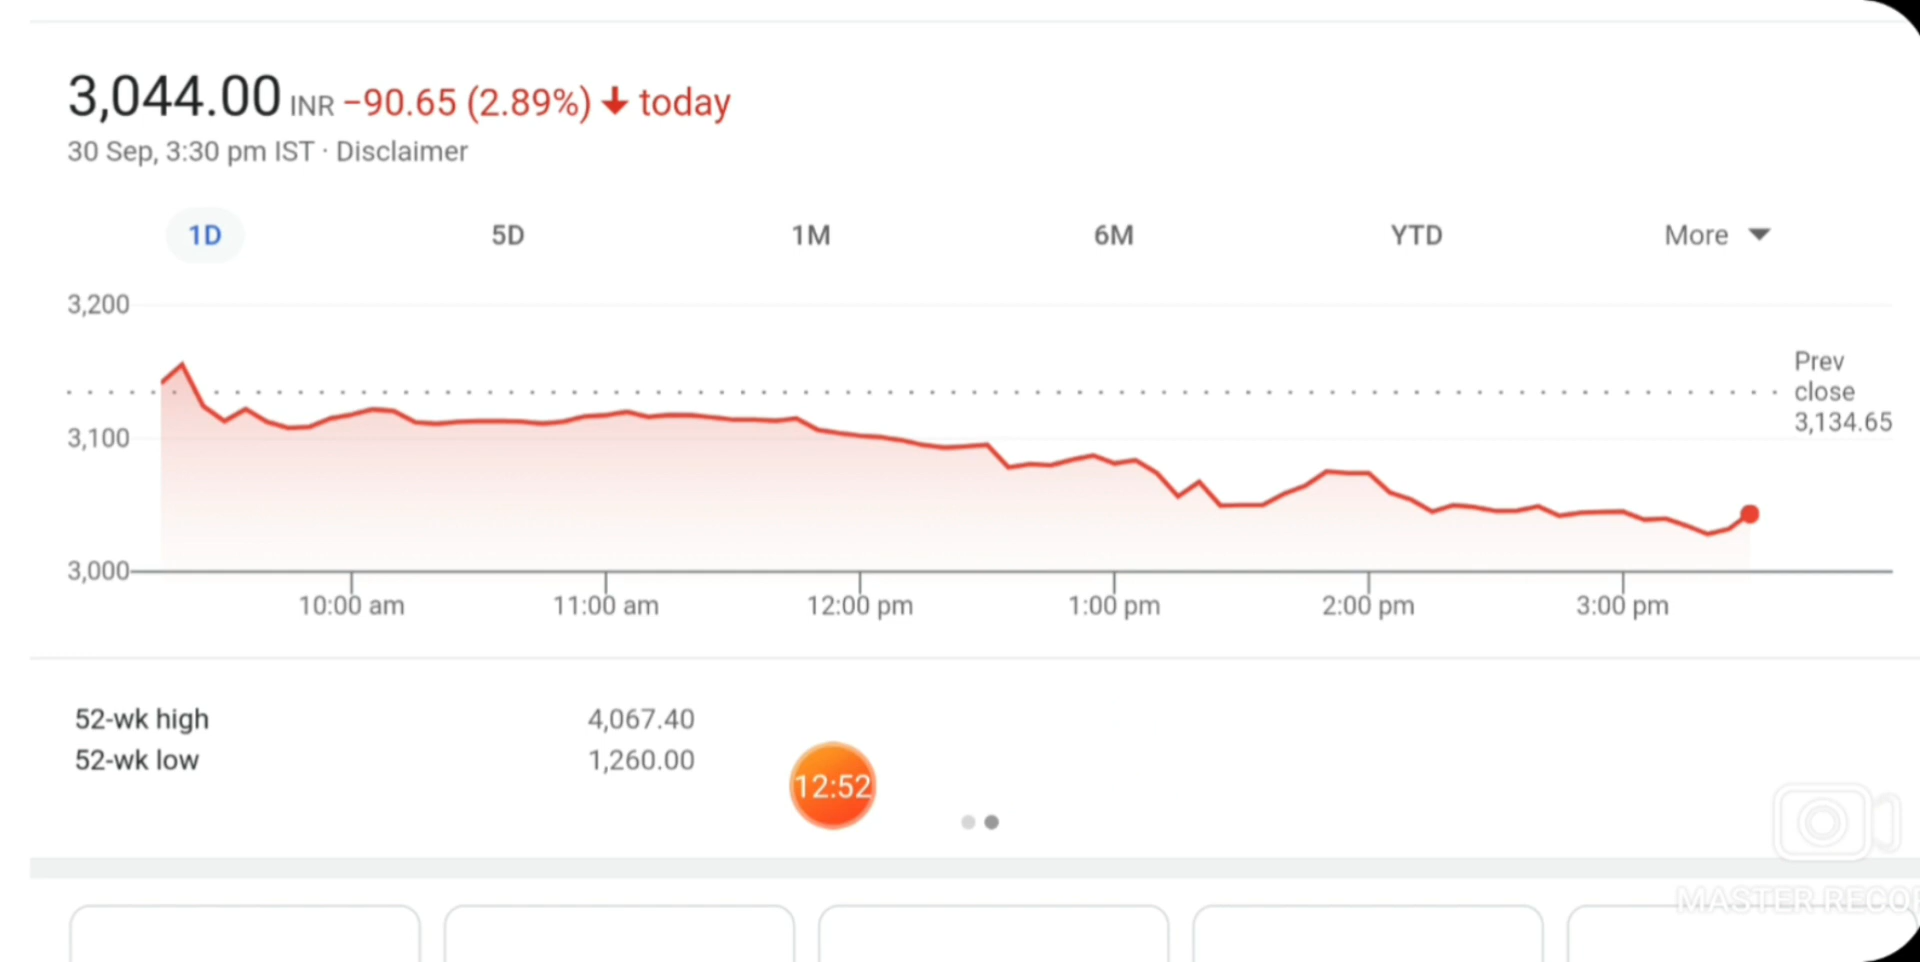 3,044.00 INR −90.65 (2.89%) ↓ today
30 Sep, 3:30 pm IST · Disclaimer
1D 5D 1M 6M YTD More
3,200
Prev
close
3,134.65
3,100
3,000
10:00 am 11:00 am 12:00 pm 1:00 pm 2:00 pm 3:00 pm
52-wk high 4,067.40
52-wk low 1,260.00
12:52
MASTER RECOR